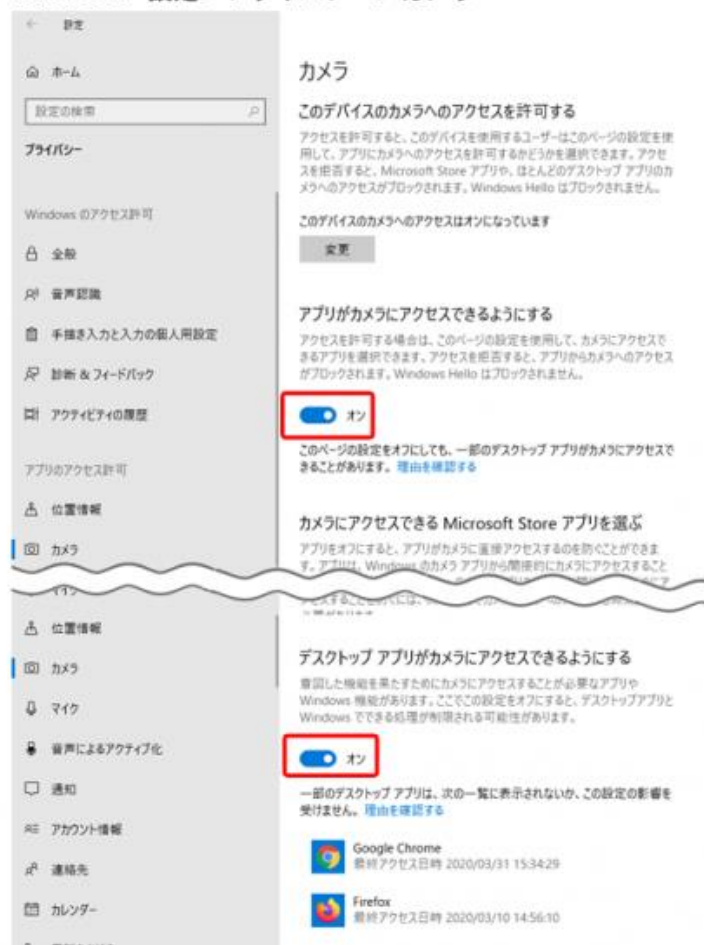 設定
ホーム
設定の検索
プライバシー
Windows のアクセス許可
全般
音声認識
手描き入力と入力の個人用設定
診断 & フィードバック
アクティビティの履歴
アプリのアクセス許可
位置情報
カメラ
カメラ
このデバイスのカメラへのアクセスを許可する
アクセスを許可すると、このデバイスを使用するユーザーはこのページの設定を使
用して、アプリにカメラへのアクセスを許可するかどうかを選択できます。アクセ
スを拒否すると、Microsoft Store アプリや、ほとんどのデスクトップ アプリのカ
メラへのアクセスがブロックされます。Windows Hello はブロックされません。
このデバイスのカメラへのアクセスはオンになっています
変更
アプリがカメラにアクセスできるようにする
アクセスを許可する場合は、このページの設定を使用して、カメラにアクセスで
きるアプリを選択できます。アクセスを拒否すると、アプリからカメラへのアクセス
がブロックされます。Windows Hello はブロックされません。
オン
このページの設定をオフにしても、一部のデスクトップ アプリがカメラにアクセスで
きることがあります。 理由を確認する
カメラにアクセスできる Microsoft Store アプリを選ぶ
アプリをオフにすると、アプリがカメラに直接アクセスするのを防ぐことができま
す。アプリは、Windows のカメラ アプリから間接的にカメラにアクセスすること
位置情報
カメラ
マイク
音声によるアクティブ化
通知
アカウント情報
連絡先
カレンダー
デスクトップ アプリがカメラにアクセスできるようにする
意図した機能を果たすためにカメラにアクセスすることが必要なアプリや
Windows 機能があります。ここでこの設定をオフにすると、デスクトップアプリと
Windows でできる処理が制限される可能性があります。
オン
一部のデスクトップ アプリは、次の一覧に表示されないか、この設定の影響を
受けません。 理由を確認する
Google Chrome
最終アクセス日時 2020/03/31 15:34:29
Firefox
最終アクセス日時 2020/03/10 14:56:10